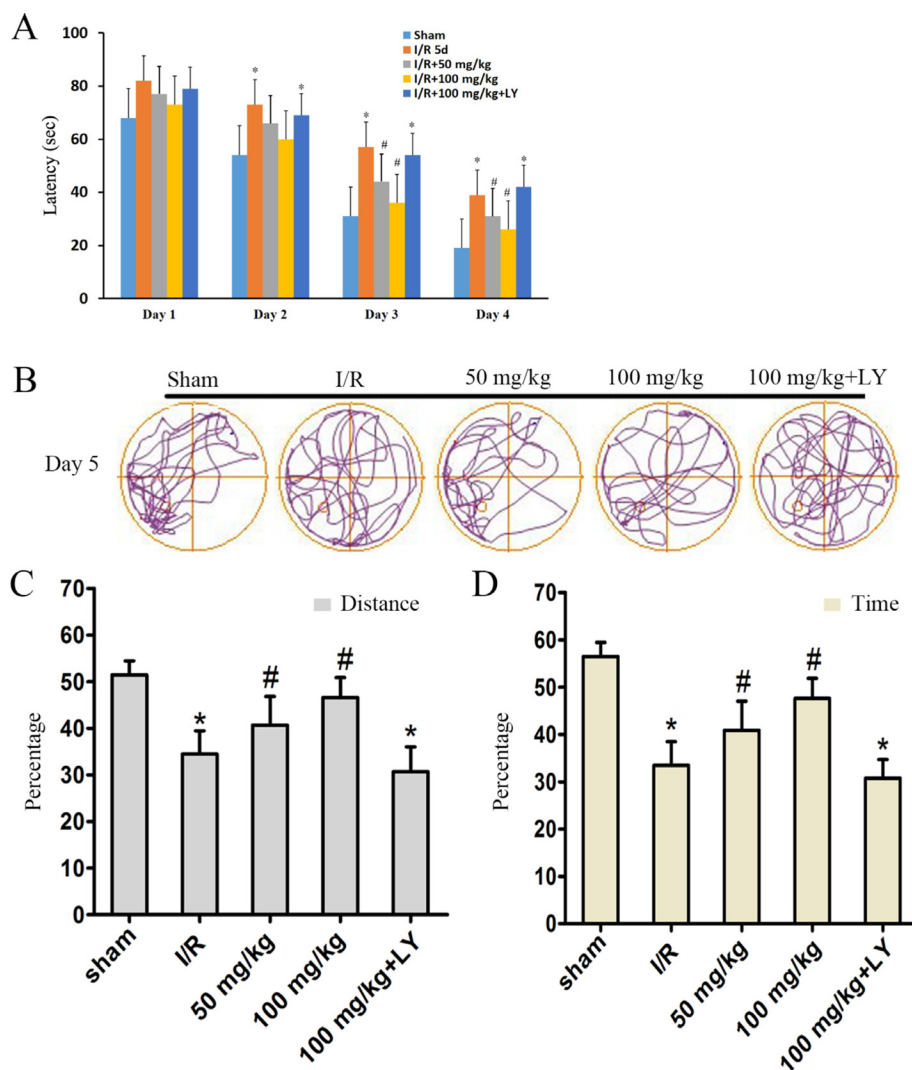 A
100
80
60
40
20
0
Latency (sec)
Sham
I/R 5d
I/R+50 mg/kg
I/R+100 mg/kg
I/R+100 mg/kg+LY
* *
* # # *
* # # *
Day 1 Day 2 Day 3 Day 4
B
Sham I/R 50 mg/kg 100 mg/kg 100 mg/kg+LY
Day 5
C
70
60
50
40
30
20
10
0
Percentage
Distance
* # # *
sham I/R 50 mg/kg 100 mg/kg 100 mg/kg+LY
D
70
60
50
40
30
20
10
0
Percentage
Time
* # # *
sham I/R 50 mg/kg 100 mg/kg 100 mg/kg+LY